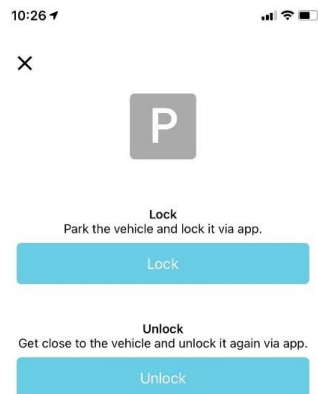 10:26
P
Lock
Park the vehicle and lock it via app.
Lock
Unlock
Get close to the vehicle and unlock it again via app.
Unlock